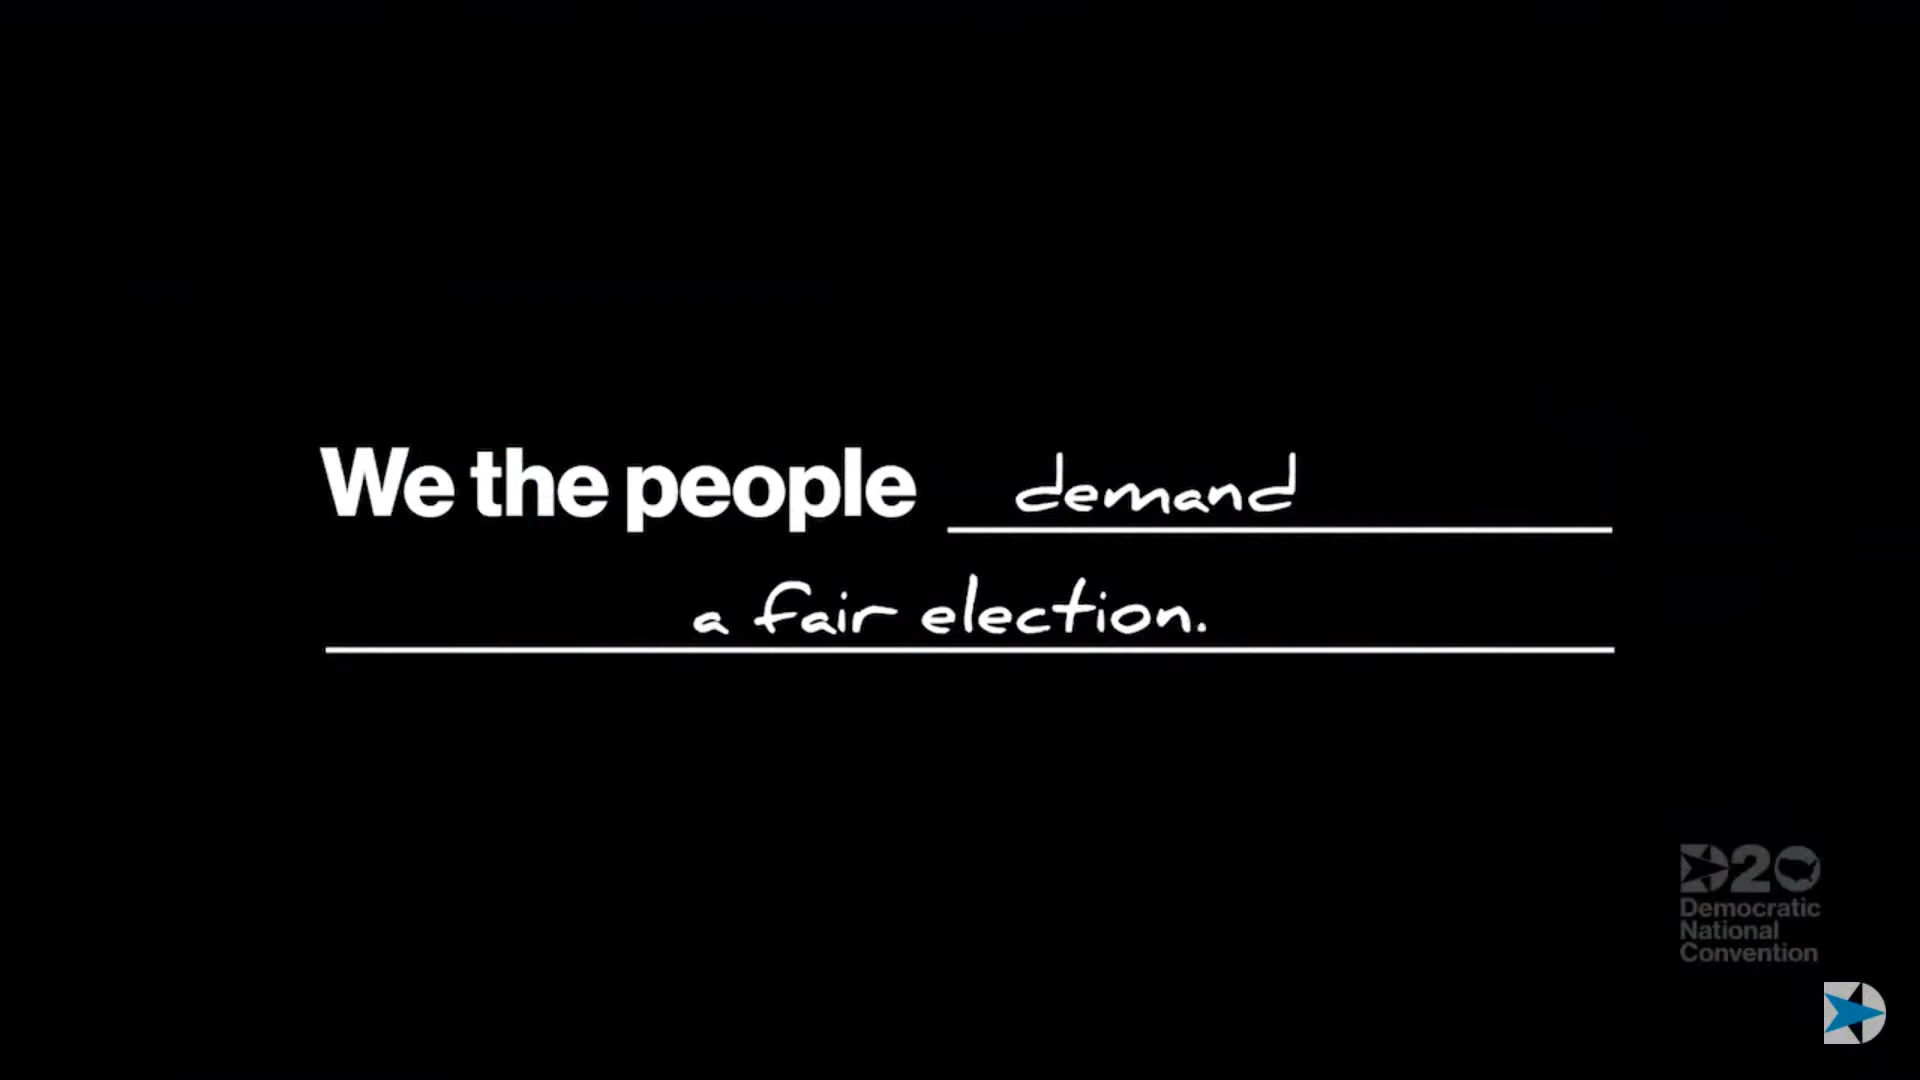 We the people demand
a fair election.
D20
Democratic
National
Convention